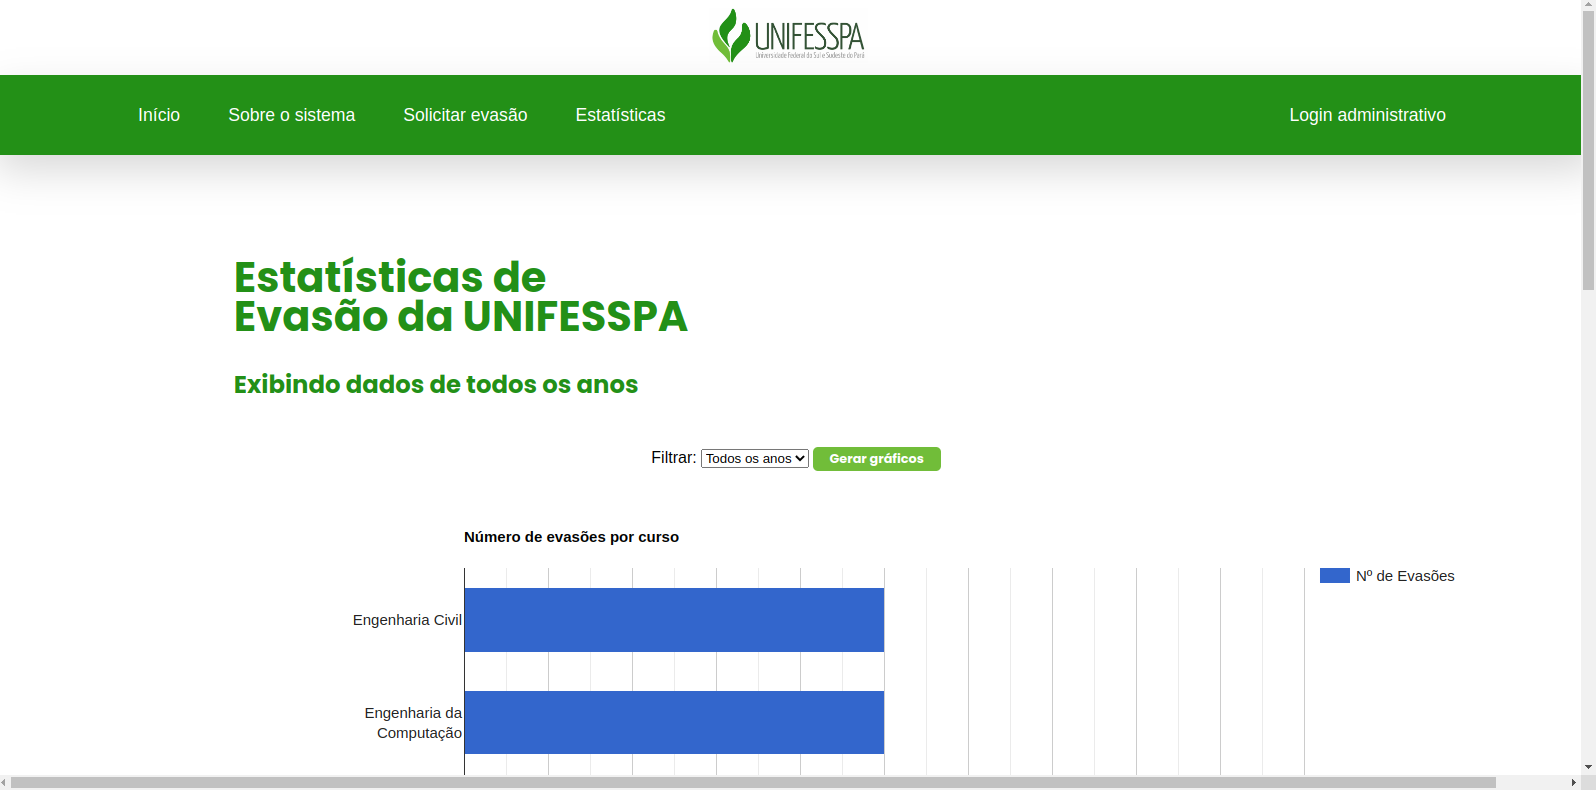 UNIFESSPA
Universidade Federal do Sul e Sudeste do Pará
Início Sobre o sistema Solicitar evasão Estatísticas Login administrativo
Estatísticas de
Evasão da UNIFESSPA
Exibindo dados de todos os anos
Filtrar: Todos os anos Gerar gráficos
Número de evasões por curso
Nº de Evasões
Engenharia Civil
Engenharia da
Computação